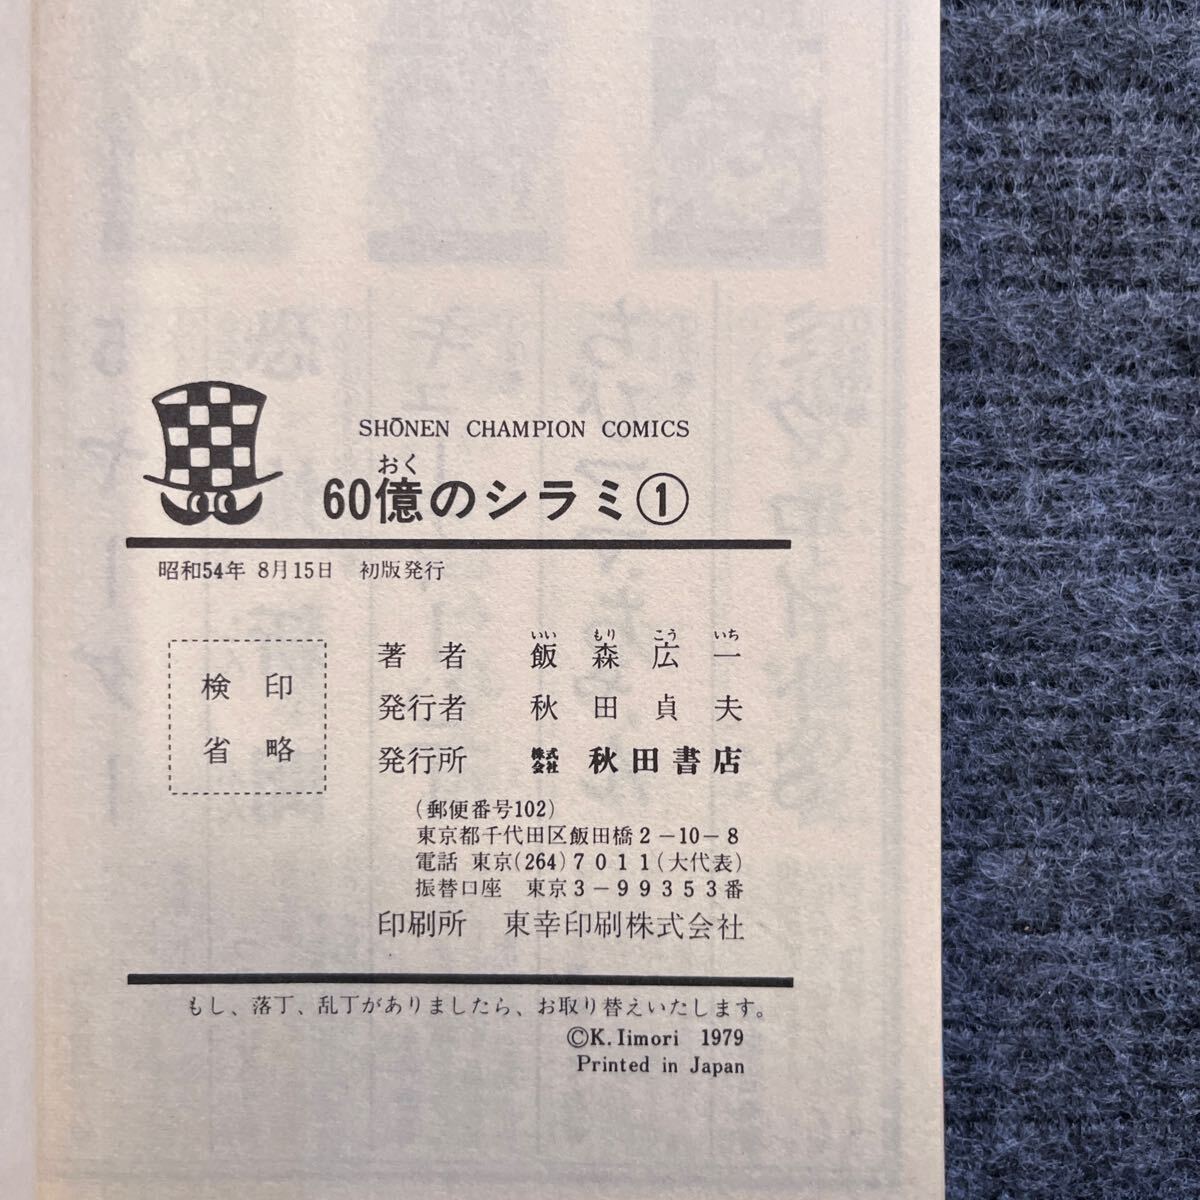 SHŌNEN CHAMPION COMICS
おく
60億のシラミ①
昭和54年 8月15日 初版発行
検印
省略
いい もり こう いち
著者 飯森広一
発行者 秋田貞夫
発行所 株式会社 秋田書店
(郵便番号102)
東京都千代田区飯田橋2-10-8
電話 東京(264)7011(大代表)
振替口座 東京3-99353番
印刷所 東幸印刷株式会社
もし、落丁、乱丁がありましたら、お取り替えいたします。
©K. Iimori 1979
Printed in Japan